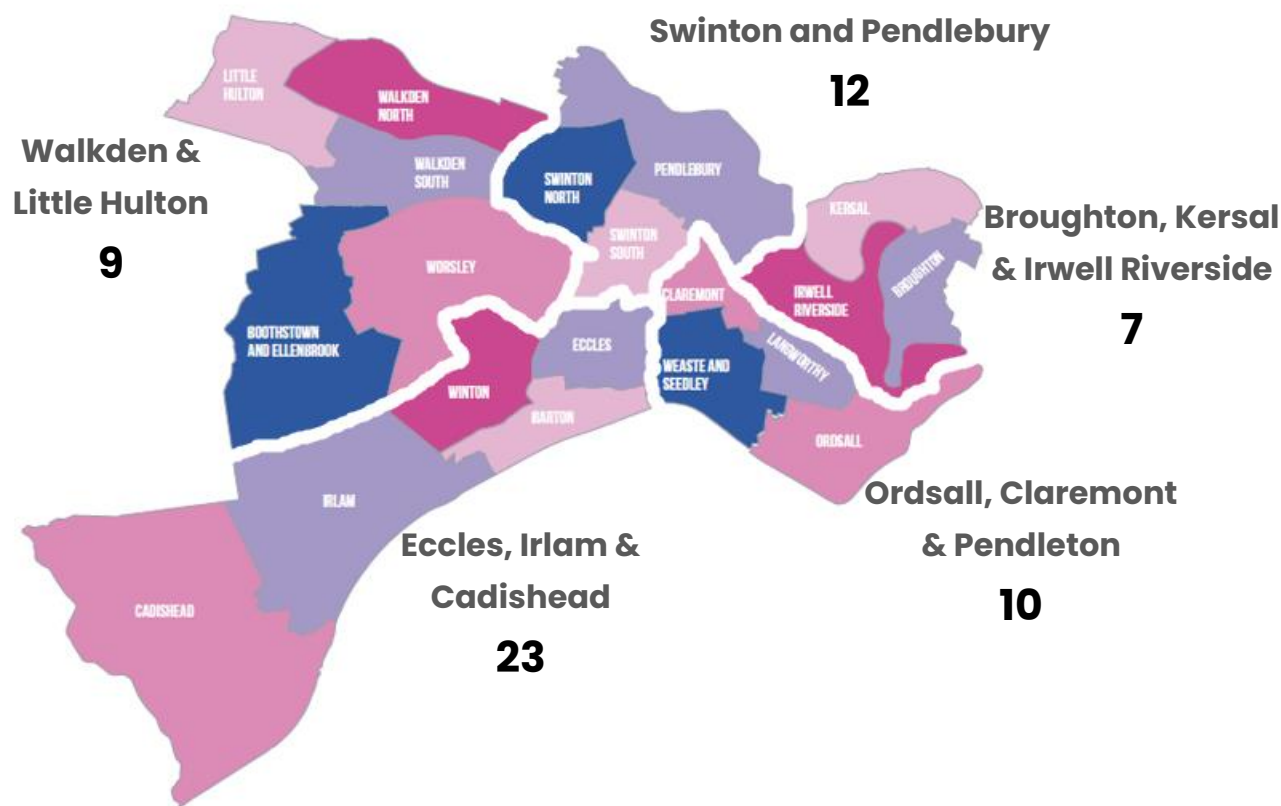 Swinton and Pendlebury
12
LITTLE
HULTON
WALKDEN
NORTH
Walkden &
Little Hulton
9
WALKDEN
SOUTH
SWINTON
NORTH
PENDLEBURY
KERSAL
Broughton, Kersal
& Irwell Riverside
7
SWINTON
SOUTH
WORSLEY
CLAREMONT
IRWELL
RIVERSIDE
BROUGHTON
BOOTHSTOWN
AND ELLENBROOK
ECCLES
LANGWORTHY
WEASTE AND
SEEDLEY
WINTON
BARTON
ORDSALL
IRLAM
Ordsall, Claremont
& Pendleton
10
Eccles, Irlam &
Cadishead
23
CADISHEAD